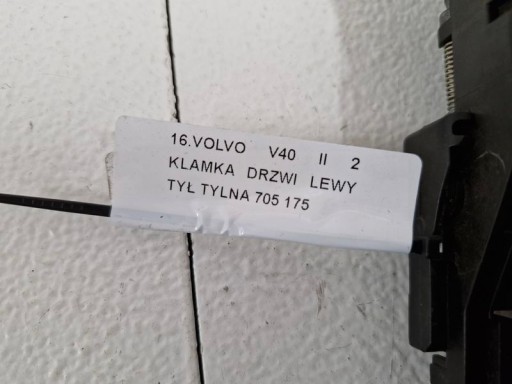 16.VOLVO V40 II 2
KLAMKA DRZWI LEWY
TYŁ TYLNA 705 175